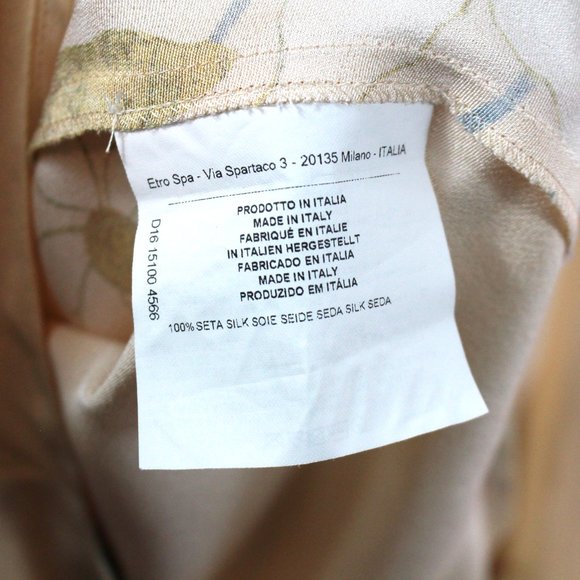 Etro Spa - Via Spartaco 3 - 20135 Milano - ITALIA
PRODOTTO IN ITALIA
MADE IN ITALY
FABRIQUÉ EN ITALIE
IN ITALIEN HERGESTELLT
FABRICADO EN ITALIA
MADE IN ITALY
PRODUZIDO EM ITÁLIA
100% SETA SILK SOIE SEIDE SEDA SILK SEDA
D16 15100 4566